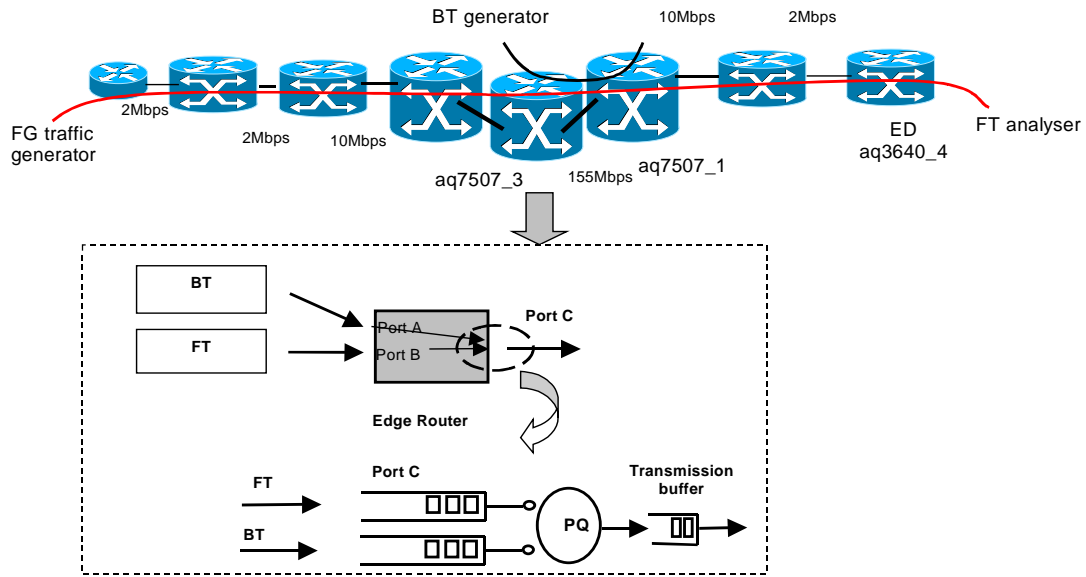 BT generator
10Mbps
2Mbps
2Mbps
2Mbps
10Mbps
155Mbps
FG traffic
generator
aq7507_3
aq7507_1
ED
aq3640_4
FT analyser
BT
FT
Port A
Port B
Port C
Edge Router
Port C
FT
BT
PQ
Transmission
buffer